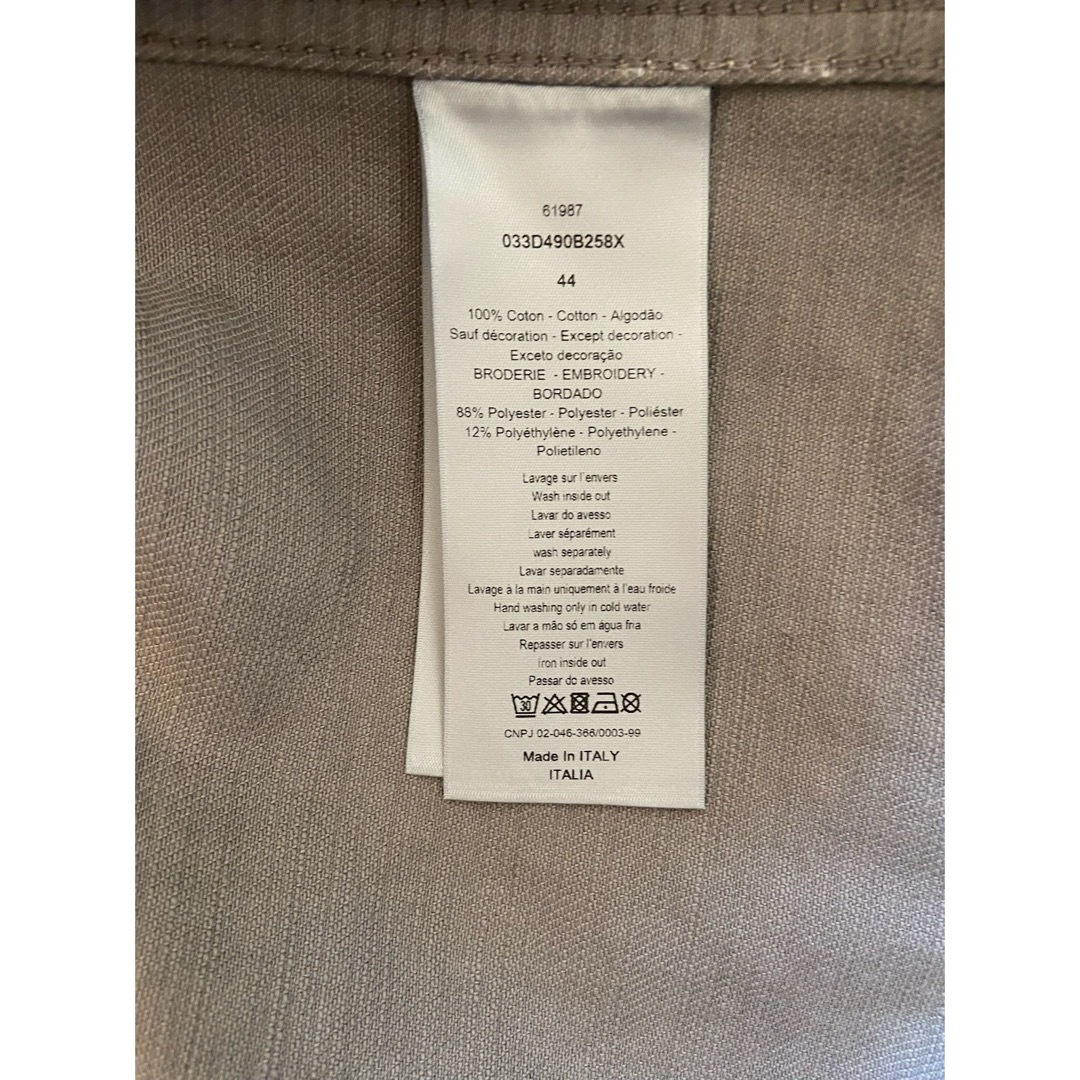 61987
033D490B258X
44
100% Coton - Cotton - Algodão
Sauf décoration - Except decoration -
Exceto decoração
BRODERIE - EMBROIDERY -
BORDADO
88% Polyester - Polyester - Poliéster
12% Polyéthylène - Polyethylene -
Polietileno
Lavage sur l'envers
Wash inside out
Lavar do avesso
Laver séparément
wash separately
Lavar separadamente
Lavage à la main uniquement à l'eau froide
Hand washing only in cold water
Lavar a mão só em água fria
Repasser sur l'envers
Iron inside out
Passar do avesso
30
CNPJ 02-046-366/0003-99
Made In ITALY
ITALIA